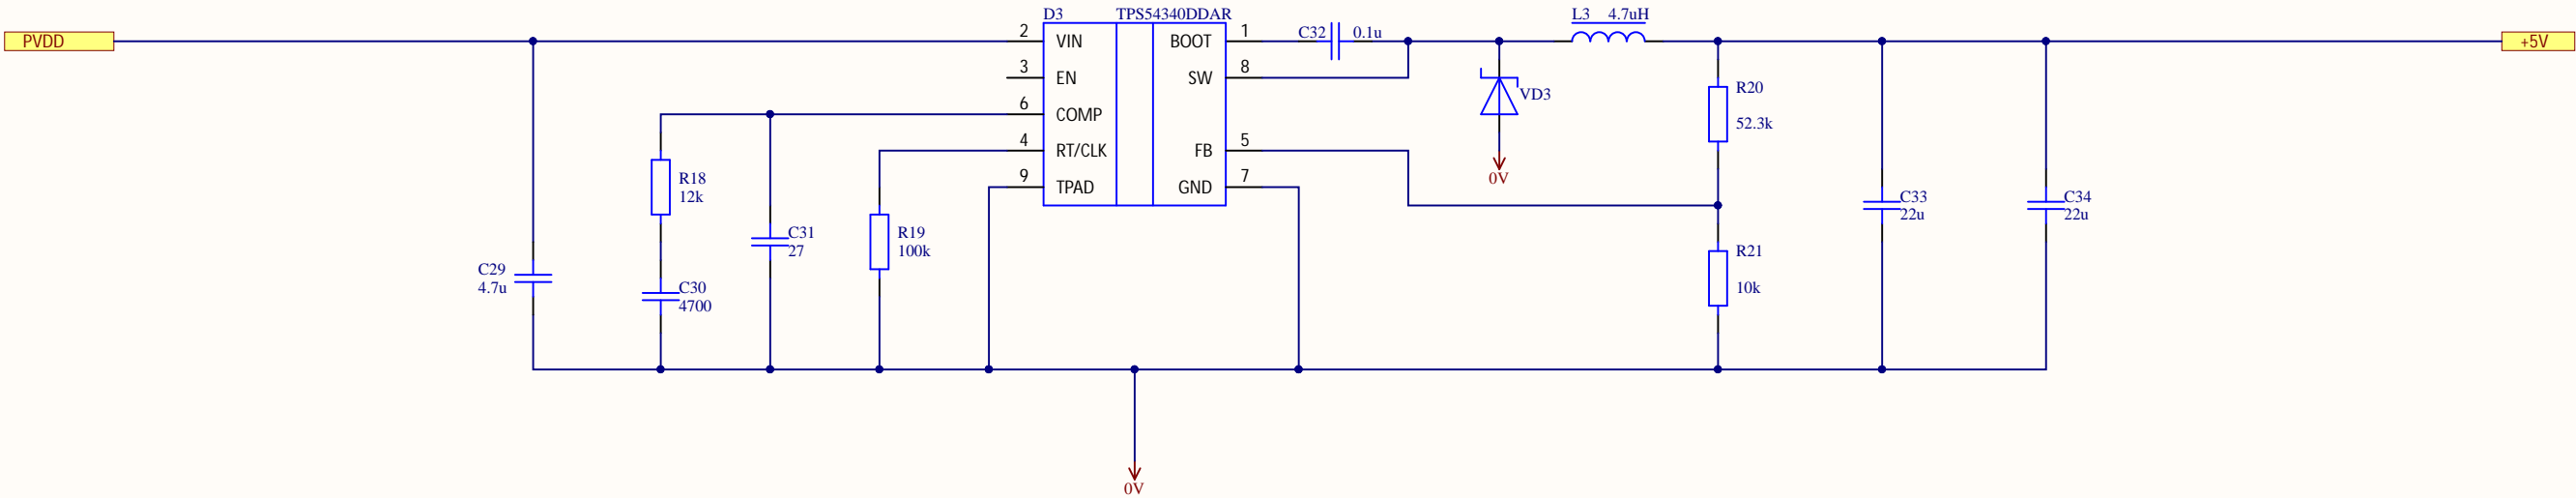 D3 TPS54340DDAR
L3 4.7uH
PVDD
2 VIN
BOOT 1
C32 0.1u
+5V
3 EN
SW 8
VD3
R20
52.3k
6 COMP
4 RT/CLK
FB 5
0V
9 TPAD
GND 7
R18
12k
C33
22u
C34
22u
C31
27
R19
100k
R21
10k
C29
4.7u
C30
4700
0V